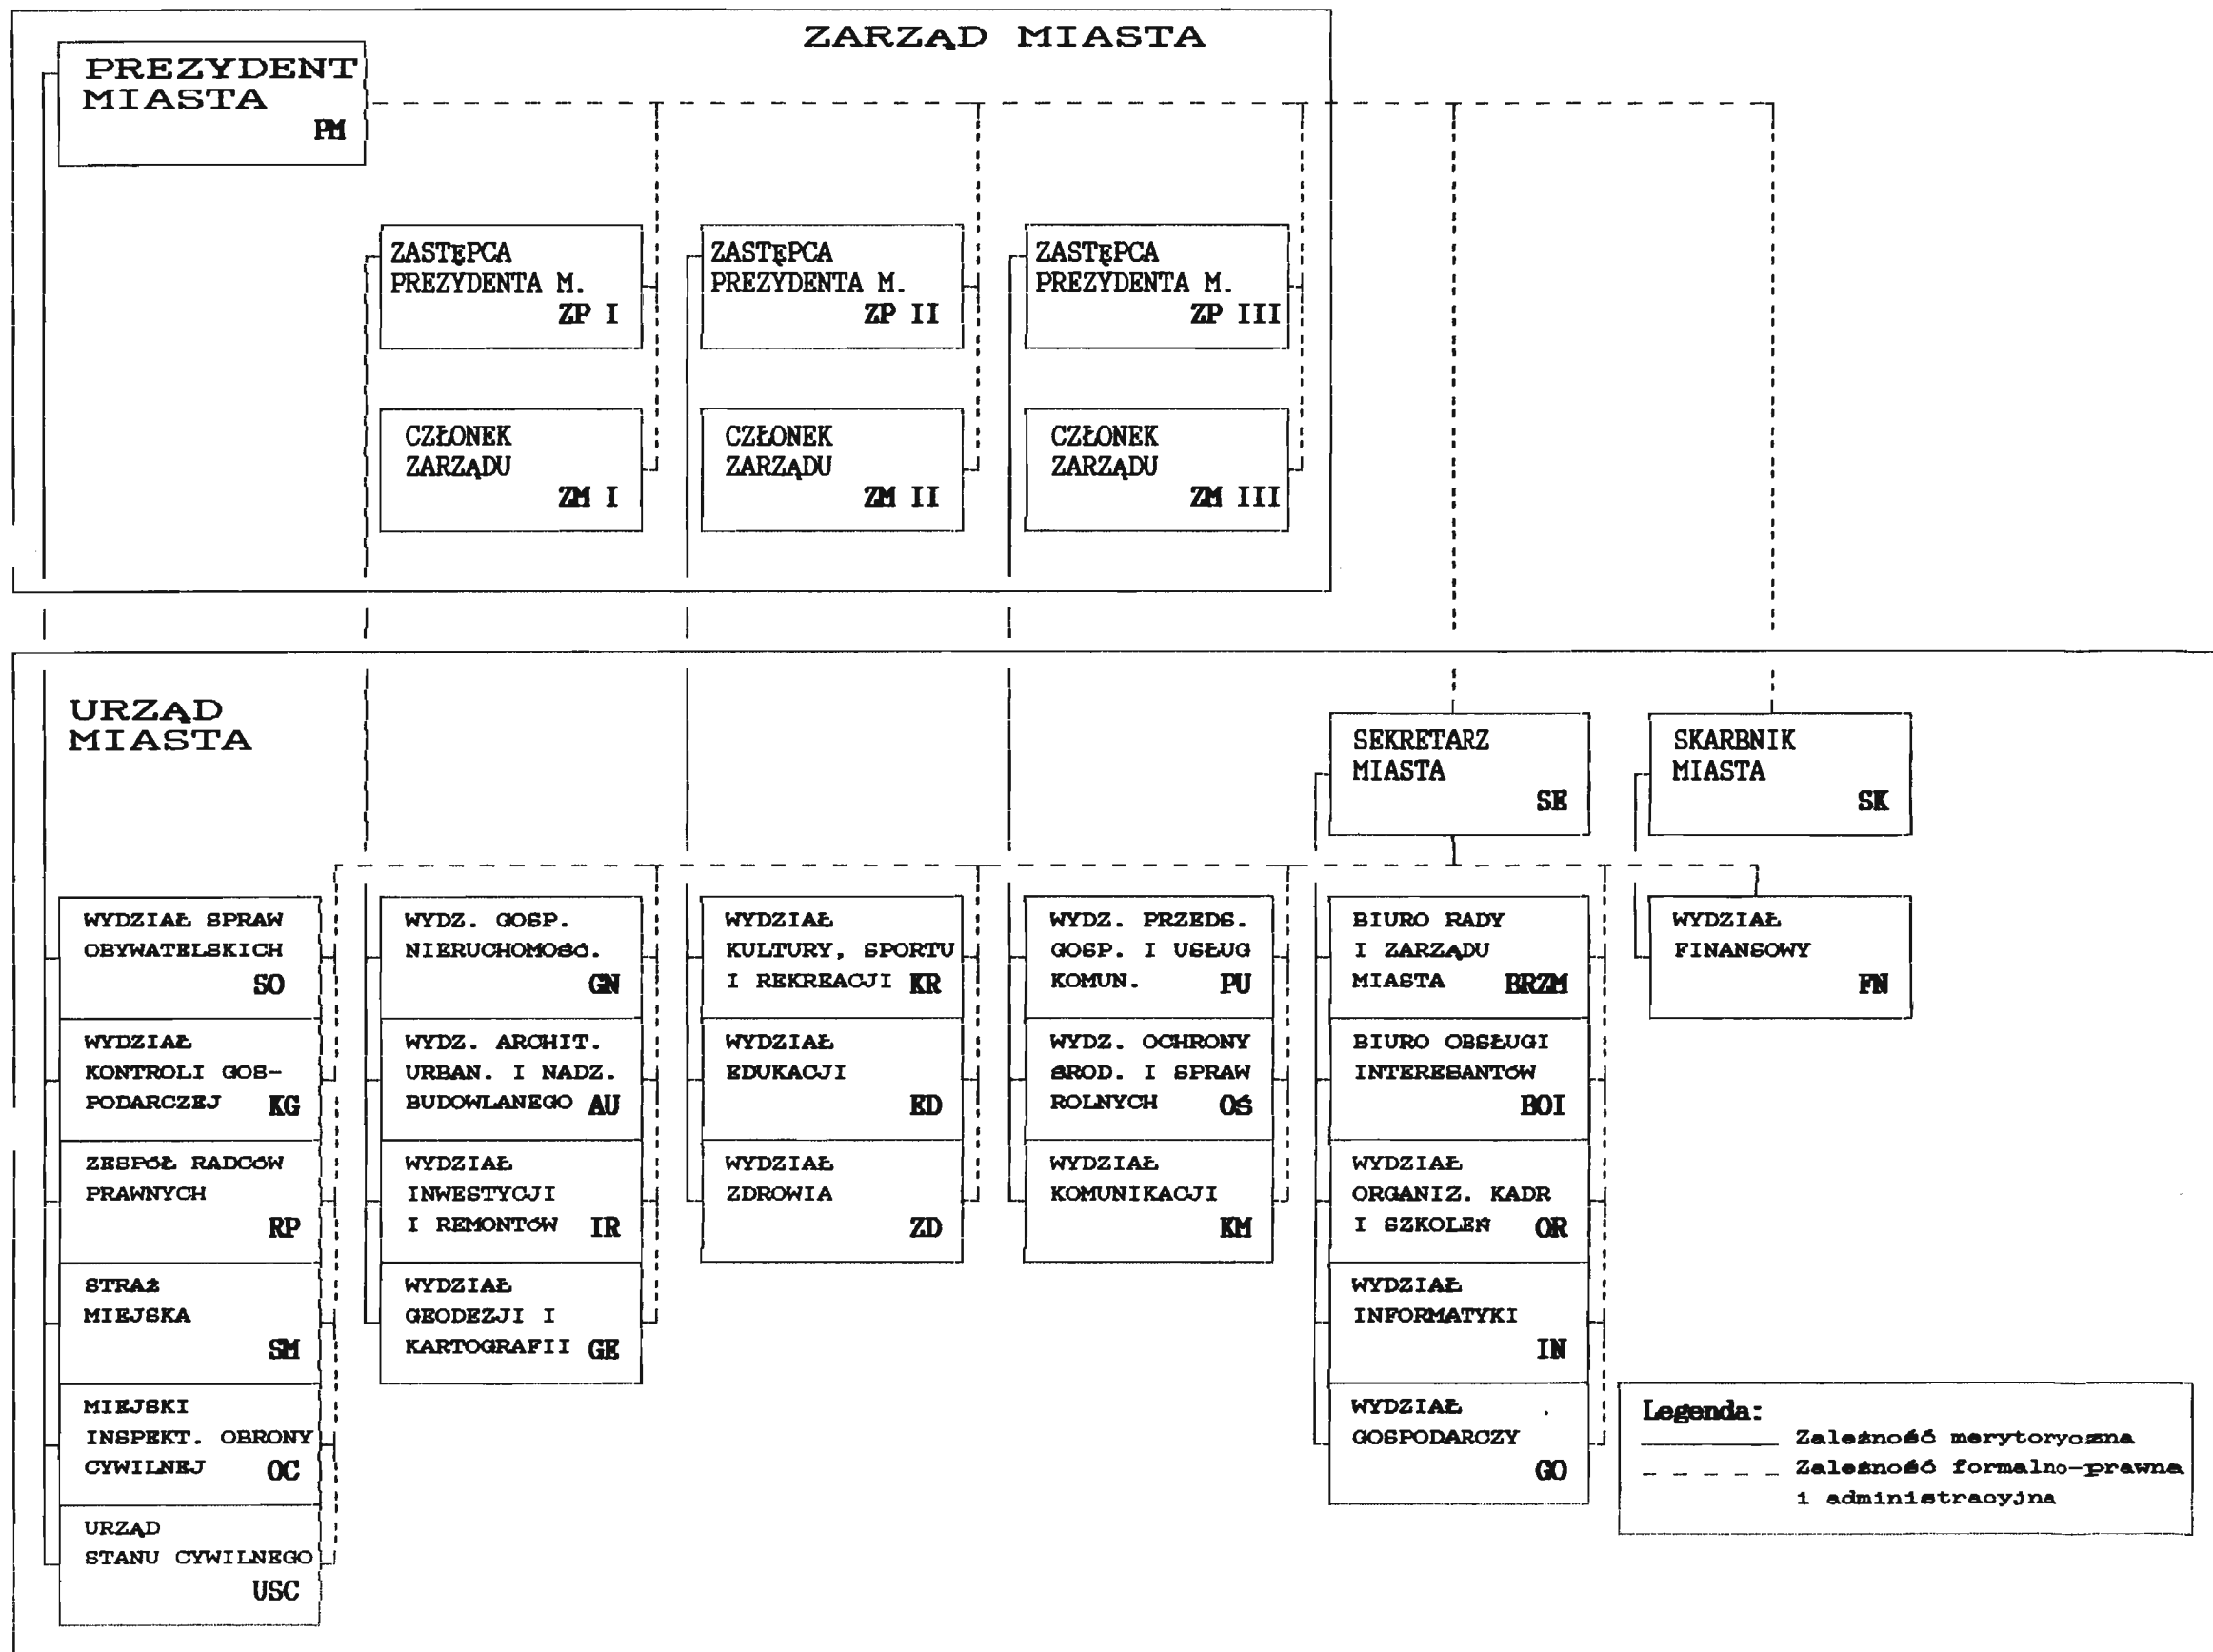 ZARZĄD MIASTA
PREZYDENT
MIASTA
PM
ZASTĘPCA
PREZYDENTA M.
ZP I
ZASTĘPCA
PREZYDENTA M.
ZP II
ZASTĘPCA
PREZYDENTA M.
ZP III
CZŁONEK
ZARZĄDU
ZM I
CZŁONEK
ZARZĄDU
ZM II
CZŁONEK
ZARZĄDU
ZM III
URZĄD
MIASTA
SEKRETARZ
MIASTA
SE
SKARBNIK
MIASTA
SK
WYDZIAŁ SPRAW
OBYWATELSKICH
SO
WYDZIAŁ
KONTROLI GOS-
PODARCZEJ KG
ZESPÓŁ RADCÓW
PRAWNYCH
RP
STRAŻ
MIEJSKA
SM
MIEJSKI
INSPEKT. OBRONY
CYWILNEJ OC
URZĄD
STANU CYWILNEGO
USC
WYDZ. GOSP.
NIERUCHOMOŚĆ.
GN
WYDZ. ARCHIT.
URBAN. I NADZ.
BUDOWLANEGO AU
WYDZIAŁ
INWESTYCJI
I REMONTÓW IR
WYDZIAŁ
GEODEZJI I
KARTOGRAFII GE
WYDZIAŁ
KULTURY, SPORTU
I REKREACJI KR
WYDZIAŁ
EDUKACJI
ED
WYDZIAŁ
ZDROWIA
ZD
WYDZ. PRZEDS.
GOSP. I USŁUG
KOMUN. PU
WYDZ. OCHRONY
ŚROD. I SPRAW
ROLNYCH OŚ
WYDZIAŁ
KOMUNIKACJI
KM
BIURO RADY
I ZARZĄDU
MIASTA BRZM
BIURO OBSŁUGI
INTERESANTÓW
BOI
WYDZIAŁ
ORGANIZ. KADR
I SZKOLEŃ OR
WYDZIAŁ
INFORMATYKI
IN
WYDZIAŁ
GOSPODARCZY
GO
WYDZIAŁ
FINANSOWY
FN
Legenda:
Zależność merytoryczna
Zależność formalno-prawna
i administracyjna